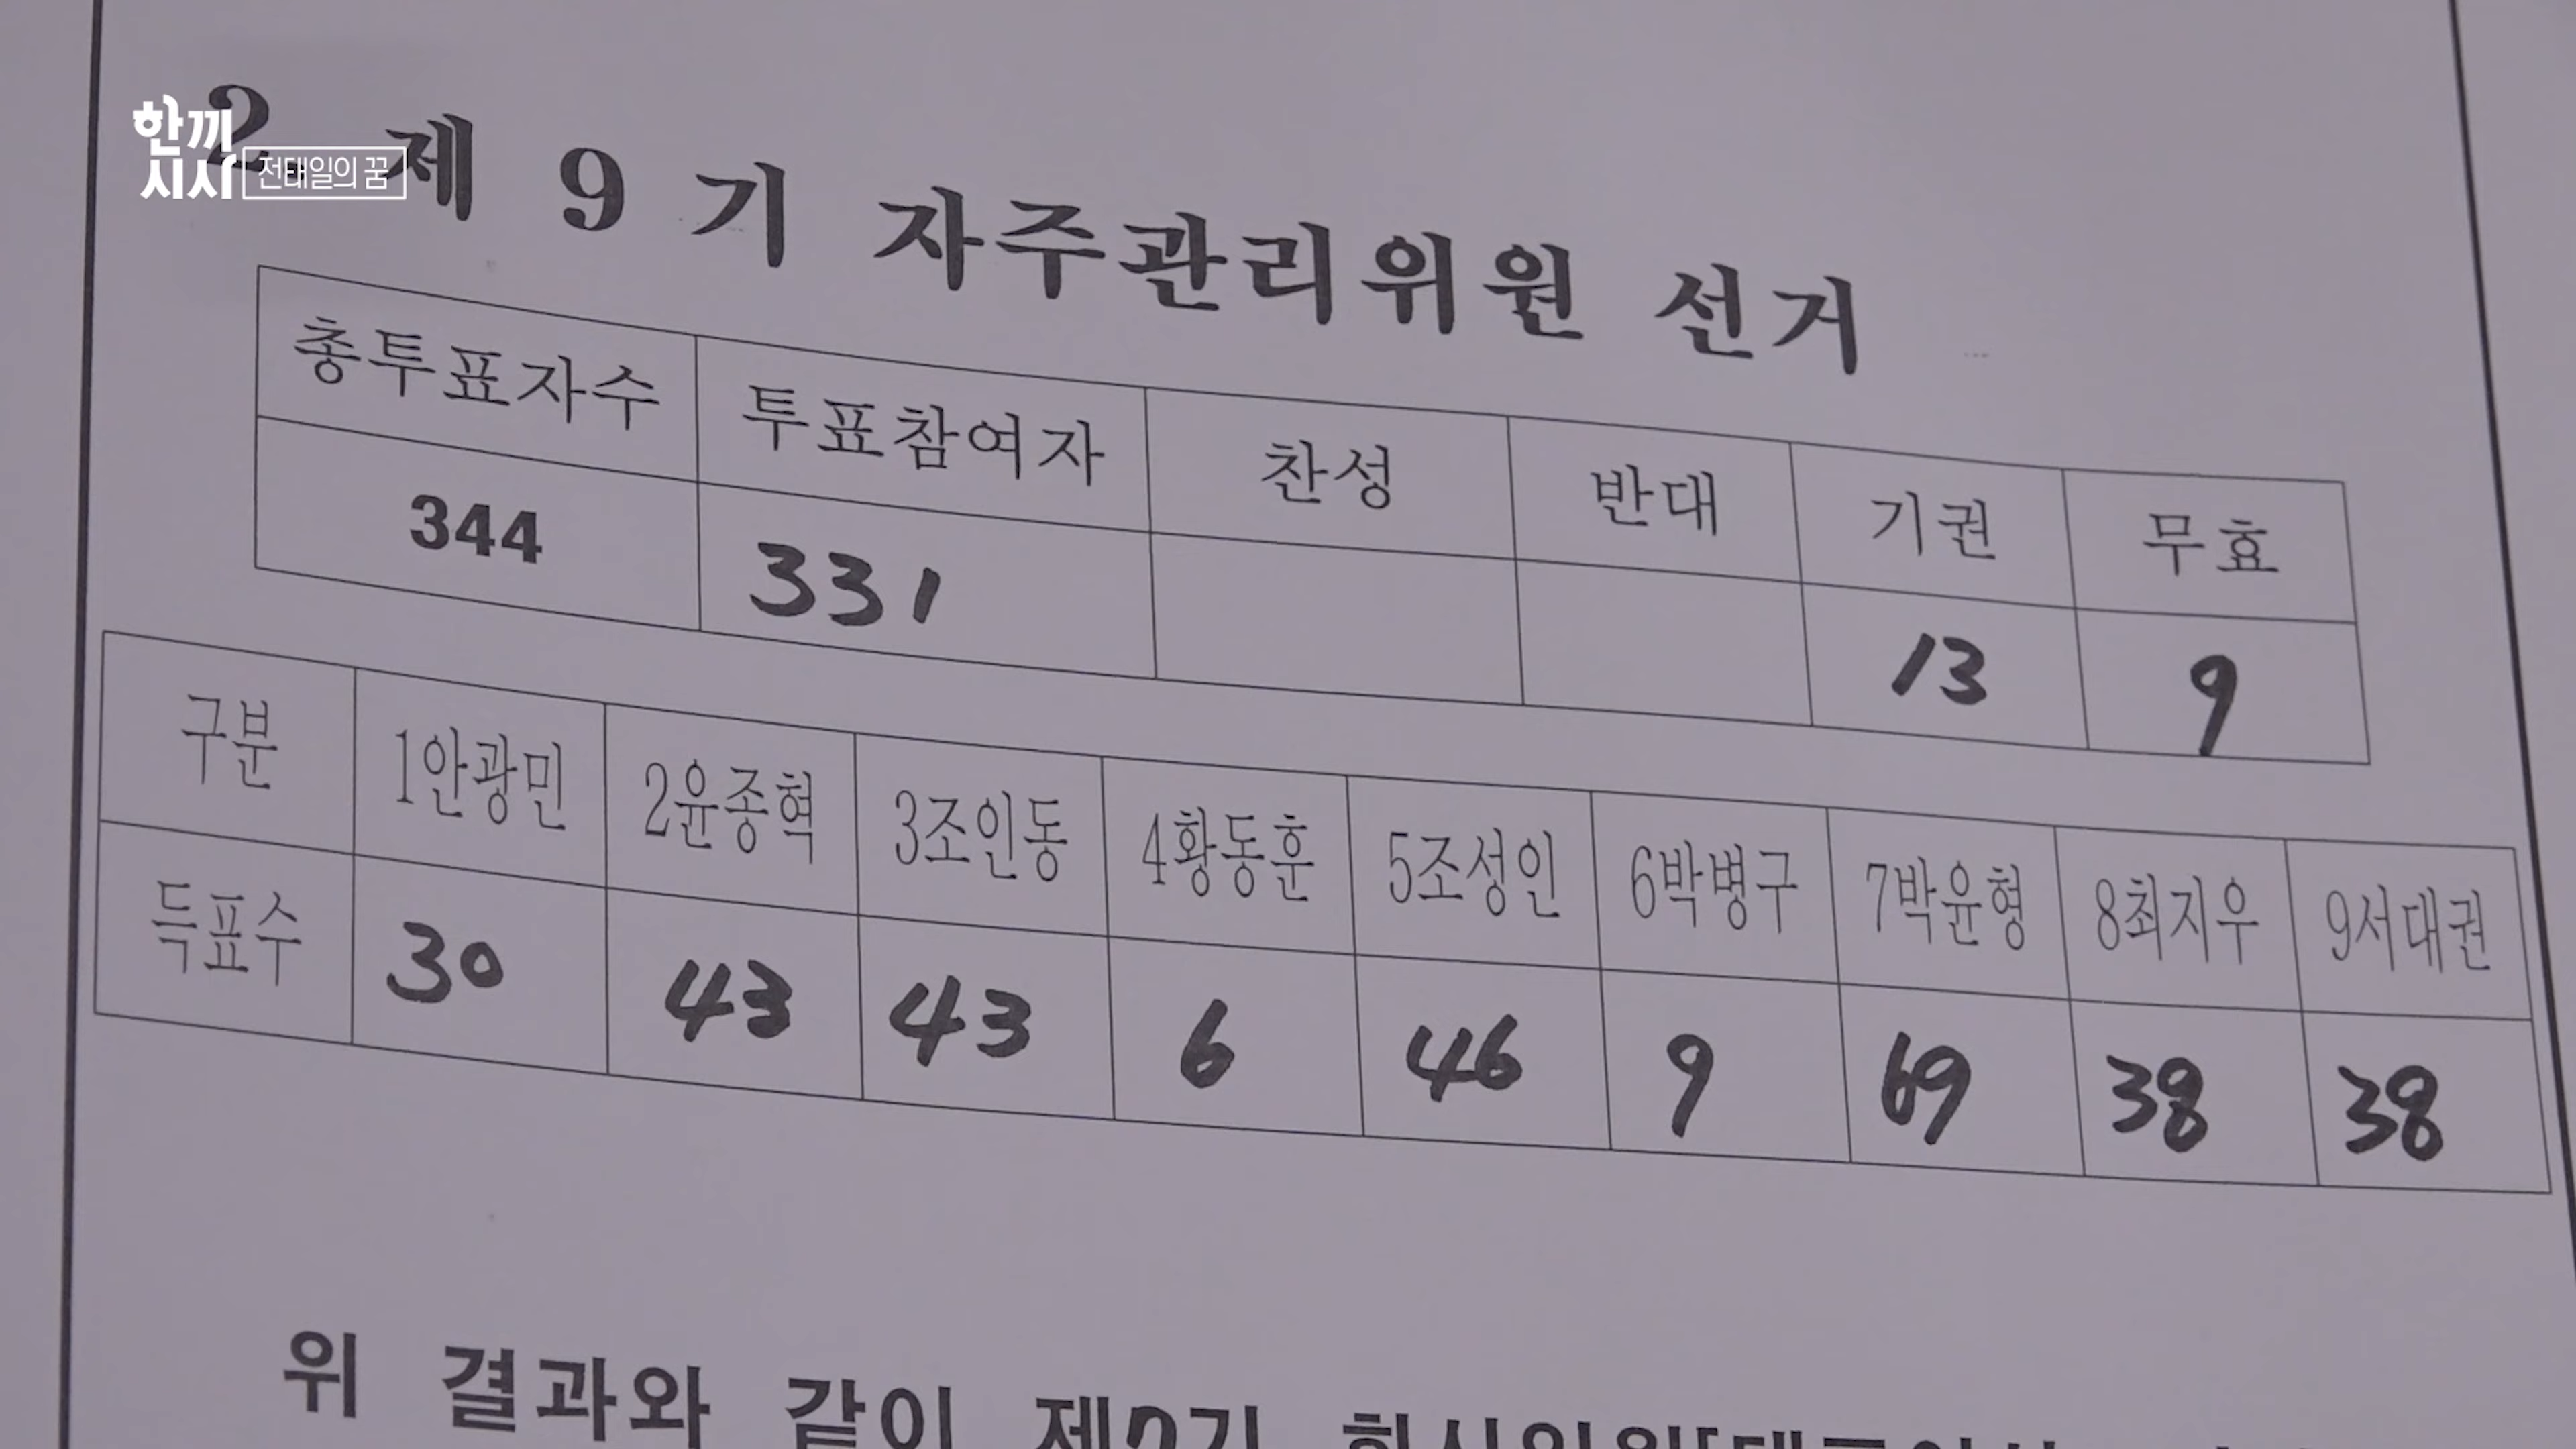 한끼
시사 전태일의 꿈
2. 제 9 기 자주관리위원 선거
총투표자수 투표참여자 찬성 반대 기권 무효
344 331 13 9
구분 1안광민 2윤종혁 3조인동 4황동훈 5조성인 6박병구 7박윤형 8최지우 9서대권
득표수 30 43 43 6 46 9 69 38 38
위 결과와 같이